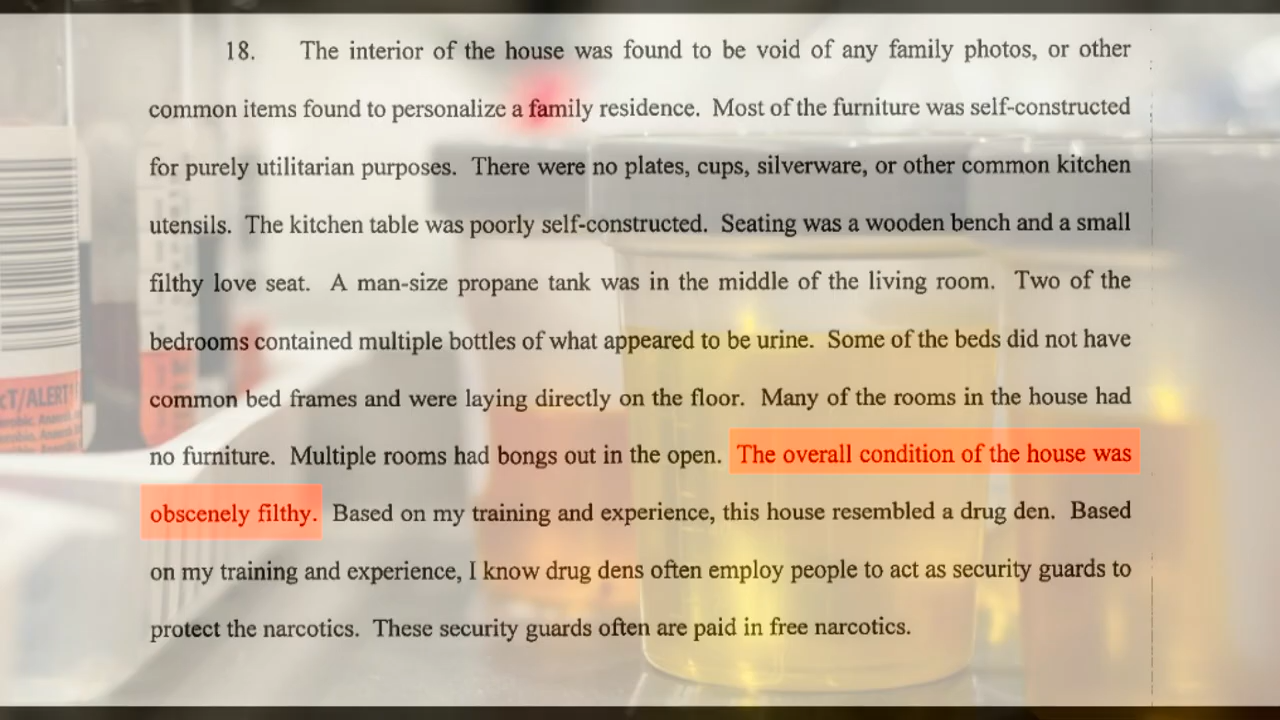 18. The interior of the house was found to be void of any family photos, or other
common items found to personalize a family residence. Most of the furniture was self-constructed
for purely utilitarian purposes. There were no plates, cups, silverware, or other common kitchen
utensils. The kitchen table was poorly self-constructed. Seating was a wooden bench and a small
filthy love seat. A man-size propane tank was in the middle of the living room. Two of the
bedrooms contained multiple bottles of what appeared to be urine. Some of the beds did not have
common bed frames and were laying directly on the floor. Many of the rooms in the house had
no furniture. Multiple rooms had bongs out in the open. The overall condition of the house was
obscenely filthy. Based on my training and experience, this house resembled a drug den. Based
on my training and experience, I know drug dens often employ people to act as security guards to
protect the narcotics. These security guards often are paid in free narcotics.
cT/ALERT